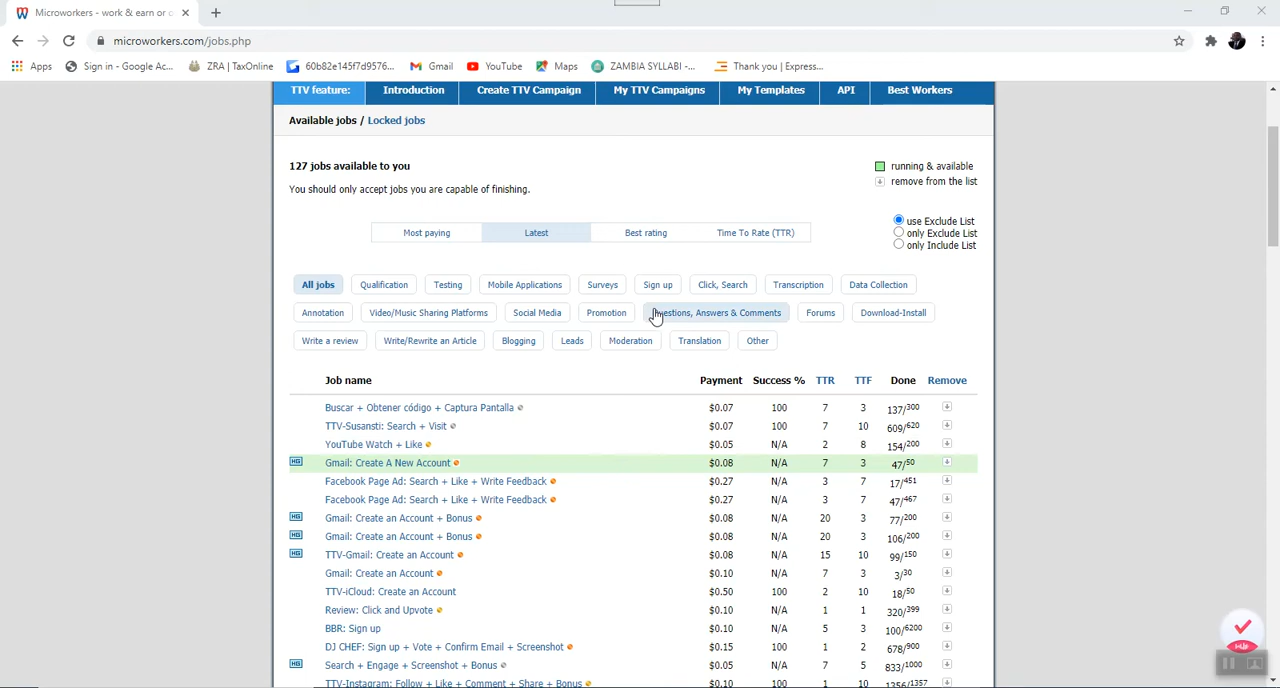 Microworkers - work & earn or o
microworkers.com/jobs.php
Apps Sign in - Google Ac... ZRA | TaxOnline 60b82e145f7d9576... Gmail YouTube Maps ZAMBIA SYLLABI -... Thank you | Express...
TTV feature: Introduction Create TTV Campaign My TTV Campaigns My Templates API Best Workers
Available jobs / Locked jobs
127 jobs available to you
running & available
You should only accept jobs you are capable of finishing.
remove from the list
Most paying Latest Best rating Time To Rate (TTR)
use Exclude List
only Exclude List
only Include List
All jobs Qualification Testing Mobile Applications Surveys Sign up Click, Search Transcription Data Collection
Annotation Video/Music Sharing Platforms Social Media Promotion estions, Answers & Comments Forums Download-Install
Write a review Write/Rewrite an Article Blogging Leads Moderation Translation Other
Job name Payment Success % TTR TTF Done Remove
Buscar + Obtener código + Captura Pantalla $0.07 100 7 3 137/300
TTV-Susansti: Search + Visit $0.07 100 7 10 609/620
YouTube Watch + Like $0.05 N/A 2 8 154/200
HG Gmail: Create A New Account $0.08 N/A 7 3 47/50
Facebook Page Ad: Search + Like + Write Feedback $0.27 N/A 3 7 17/451
Facebook Page Ad: Search + Like + Write Feedback $0.27 N/A 3 7 47/467
HG Gmail: Create an Account + Bonus $0.08 N/A 20 3 77/200
HG Gmail: Create an Account + Bonus $0.08 N/A 20 3 106/200
HG TTV-Gmail: Create an Account $0.08 N/A 15 10 99/150
Gmail: Create an Account $0.10 N/A 7 3 3/30
TTV-iCloud: Create an Account $0.50 100 2 10 18/50
Review: Click and Upvote $0.10 N/A 1 1 320/399
BBR: Sign up $0.10 N/A 5 3 100/6200
DJ CHEF: Sign up + Vote + Confirm Email + Screenshot $0.15 100 1 2 678/900
HG Search + Engage + Screenshot + Bonus $0.05 N/A 7 5 833/1000
TTV-Instagram: Follow + Like + Comment + Share + Bonus $0.10 100 1 10 1356/1357